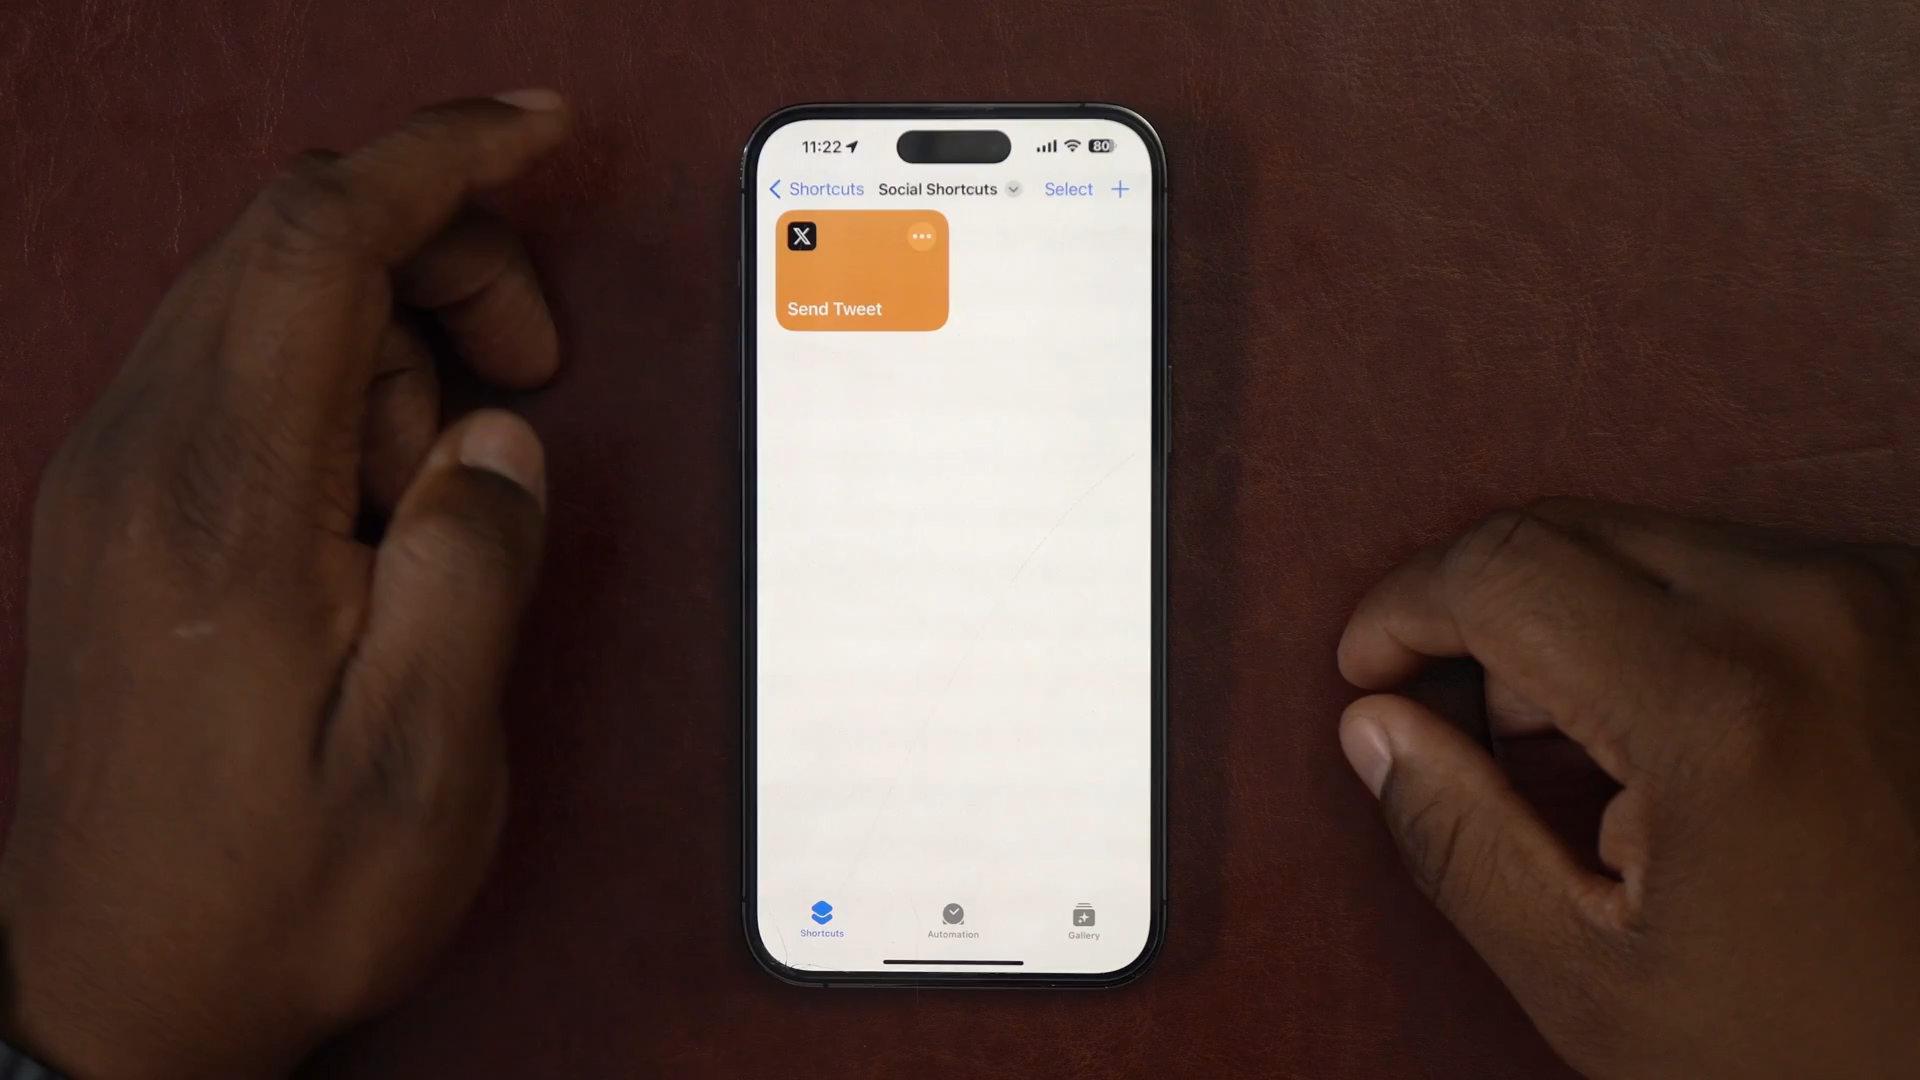 11:22 80
Shortcuts Social Shortcuts Select
X
Send Tweet
Shortcuts Automation Gallery